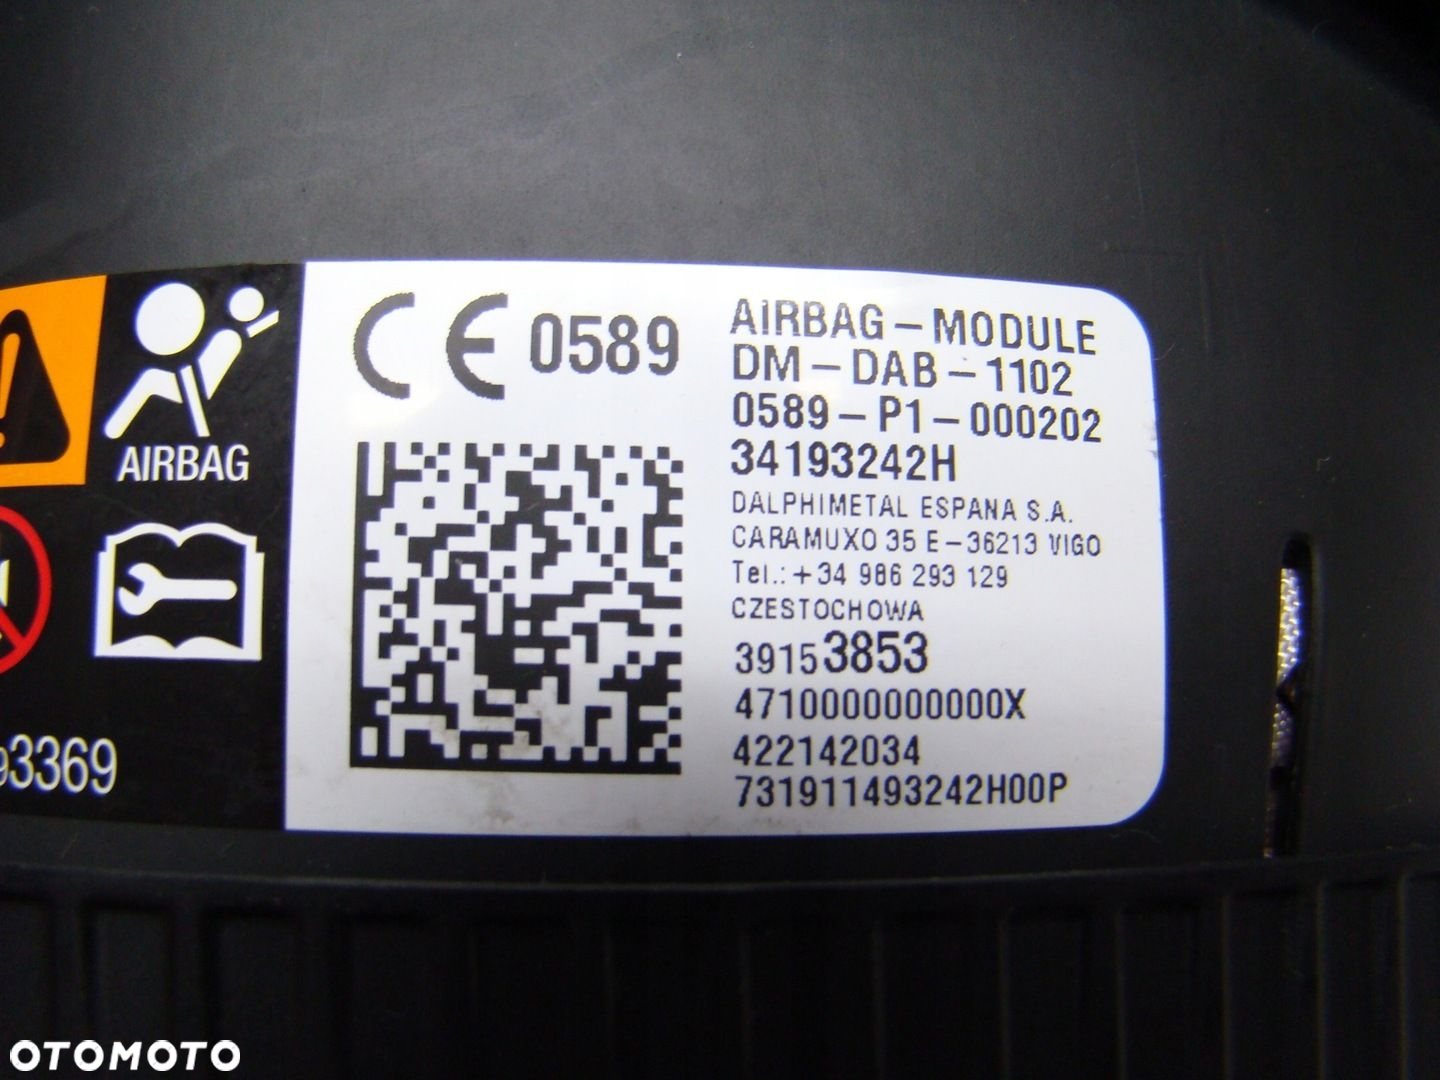 CE 0589
AIRBAG-MODULE
DM-DAB-1102
0589-P1-000202
34193242H
DALPHIMETAL ESPANA S.A.
CARAMUXO 35 E-36213 VIGO
Tel.: +34 986 293 129
CZESTOCHOWA
39153853
4710000000000X
422142034
731911493242H00P
AIRBAG
93369
OTOMOTO